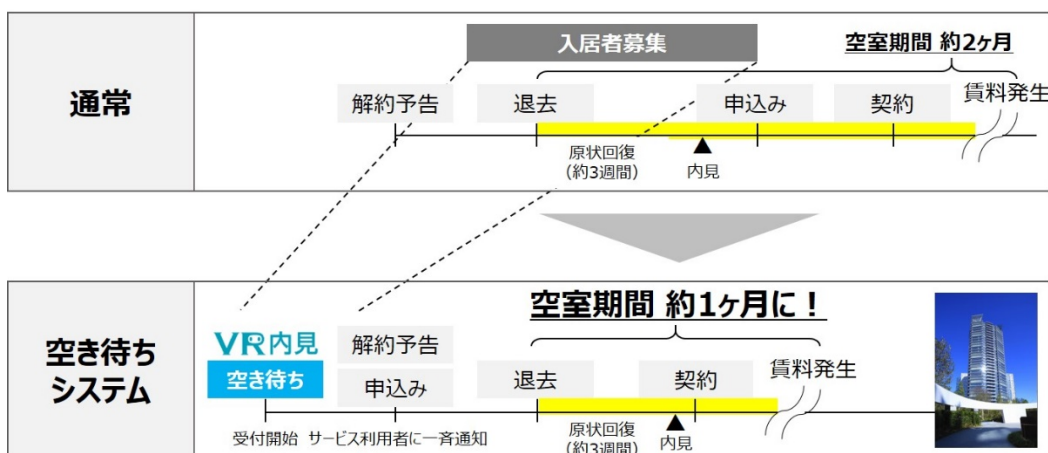 通常
入居者募集
空室期間 約2ヶ月
解約予告
退去
申込み
契約
賃料発生
原状回復
(約3週間)
内見
空き待ち
システム
VR内見
空き待ち
受付開始
解約予告
申込み
サービス利用者に一斉通知
空室期間 約1ヶ月に!
退去
契約
賃料発生
原状回復
(約3週間)
内見